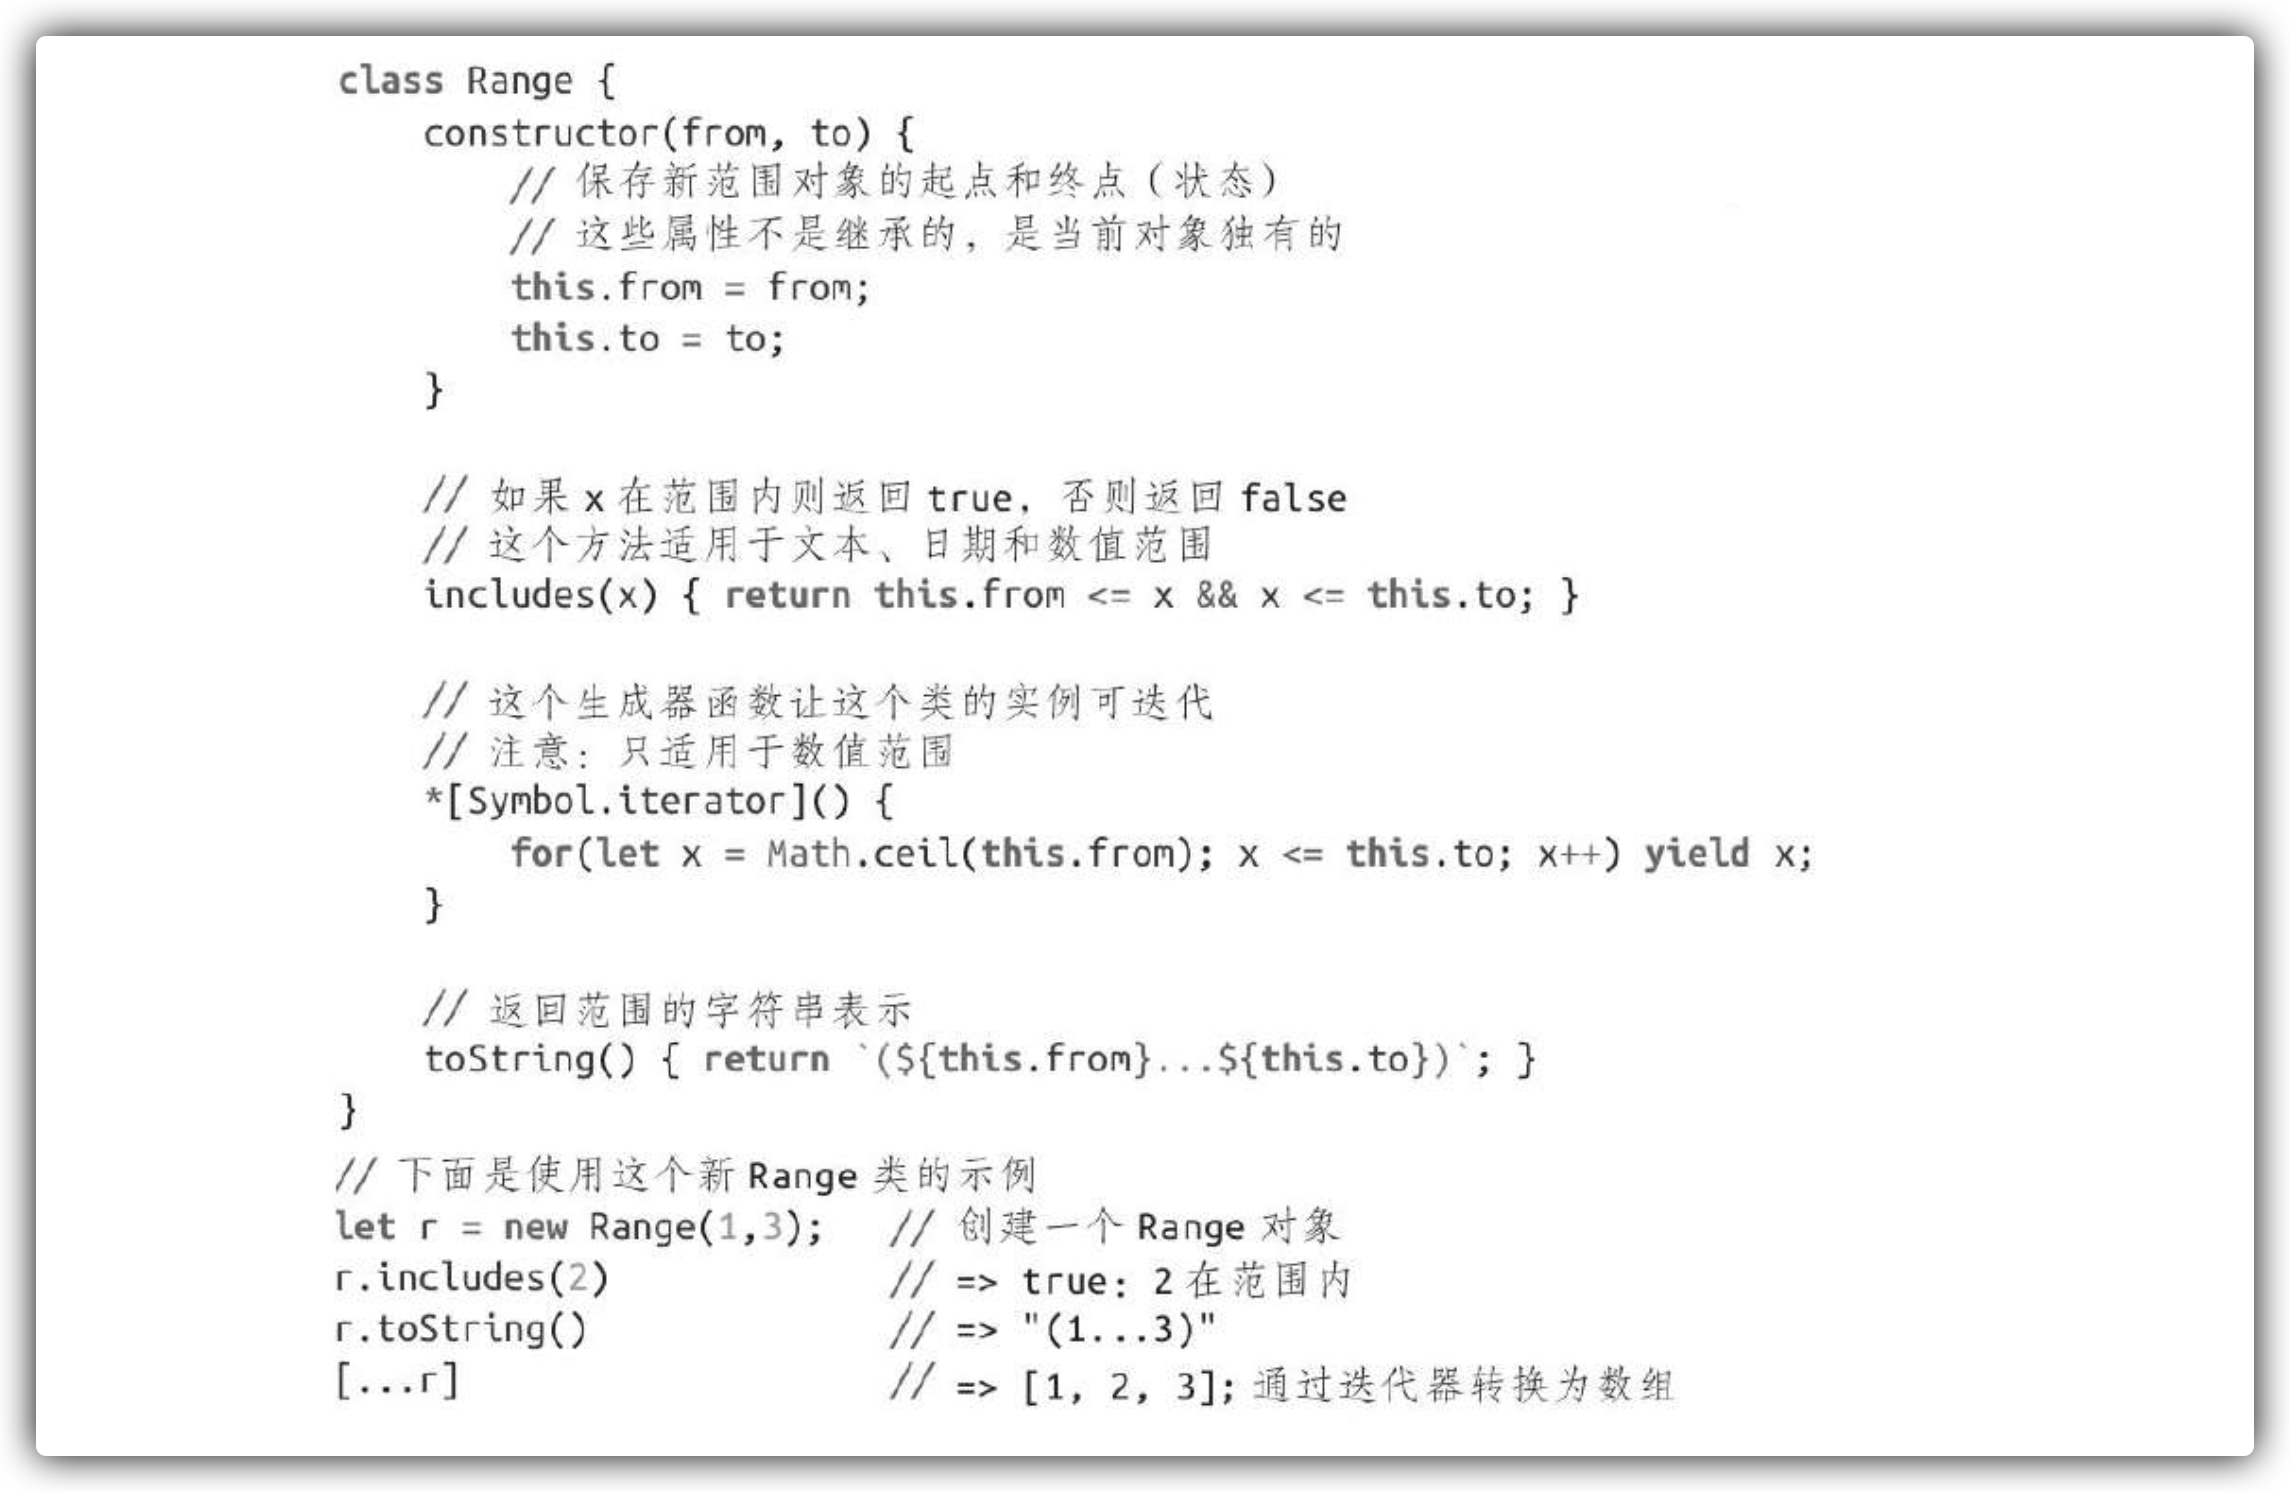 class Range {
    constructor(from, to) {
        // 保存新范围对象的起点和终点（状态）
        // 这些属性不是继承的，是当前对象独有的
        this.from = from;
        this.to = to;
    }

    // 如果 x 在范围内则返回 true，否则返回 false
    // 这个方法适用于文本、日期和数值范围
    includes(x) { return this.from <= x && x <= this.to; }

    // 这个生成器函数让这个类的实例可迭代
    // 注意：只适用于数值范围
    *[Symbol.iterator]() {
        for(let x = Math.ceil(this.from); x <= this.to; x++) yield x;
    }

    // 返回范围的字符串表示
    toString() { return `(${this.from}...${this.to})`; }
}
// 下面是使用这个新 Range 类的示例
let r = new Range(1,3);   // 创建一个 Range 对象
r.includes(2)             // => true: 2 在范围内
r.toString()              // => "(1...3)"
[...r]                    // => [1, 2, 3]; 通过迭代器转换为数组